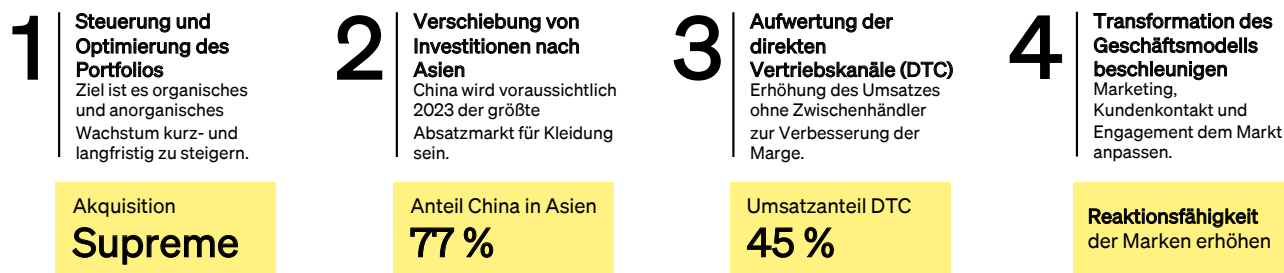 1
Steuerung und
Optimierung des
Portfolios
Ziel ist es organisches
und anorganisches
Wachstum kurz- und
langfristig zu steigern.
Akquisition
Supreme
2
Verschiebung von
Investitionen nach
Asien
China wird voraussichtlich
2023 der größte
Absatzmarkt für Kleidung
sein.
Anteil China in Asien
77 %
3
Aufwertung der
direkten
Vertriebskanäle (DTC)
Erhöhung des Umsatzes
ohne Zwischenhändler
zur Verbesserung der
Marge.
Umsatzanteil DTC
45 %
4
Transformation des
Geschäftsmodells
beschleunigen
Marketing,
Kundenkontakt und
Engagement dem Markt
anpassen.
Reaktionsfähigkeit
der Marken erhöhen